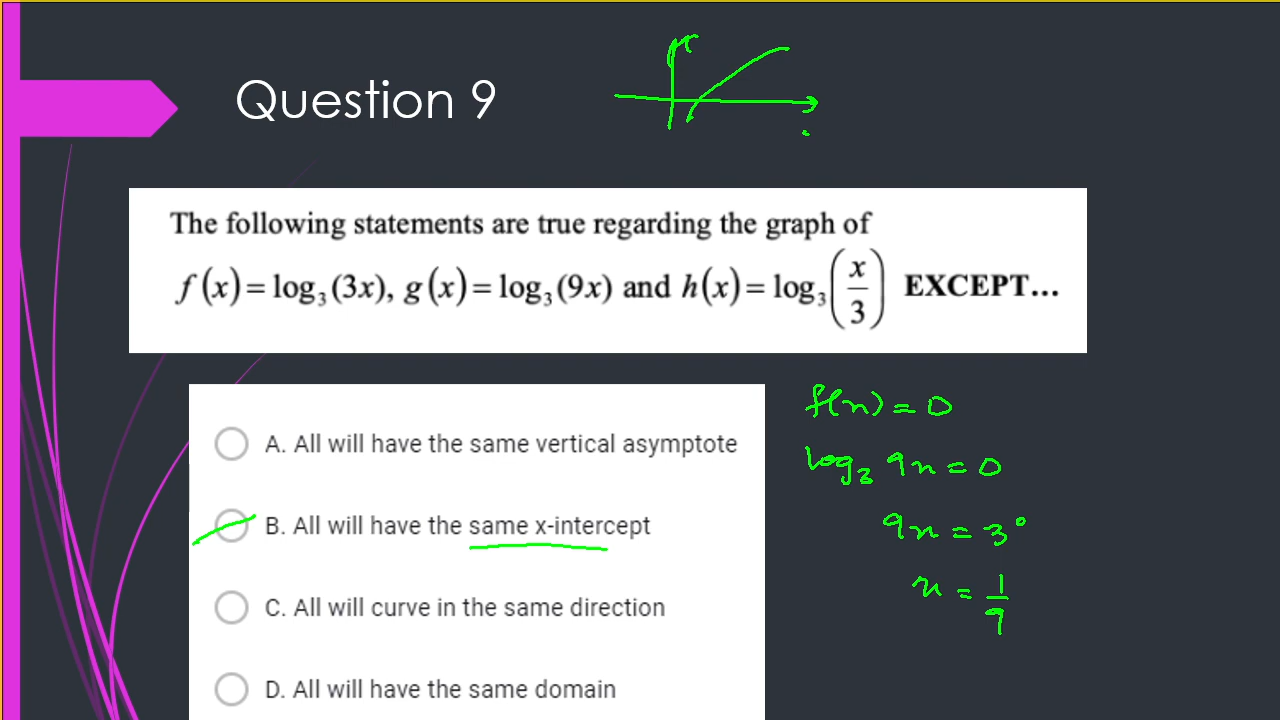 Question 9
The following statements are true regarding the graph of
f(x) = log₃(3x), g(x) = log₃(9x) and h(x) = log₃(x/3) EXCEPT...
A. All will have the same vertical asymptote
B. All will have the same x-intercept
C. All will curve in the same direction
D. All will have the same domain
f(x) = 0
log₃ 9x = 0
9x = 3⁰
x = 1/9